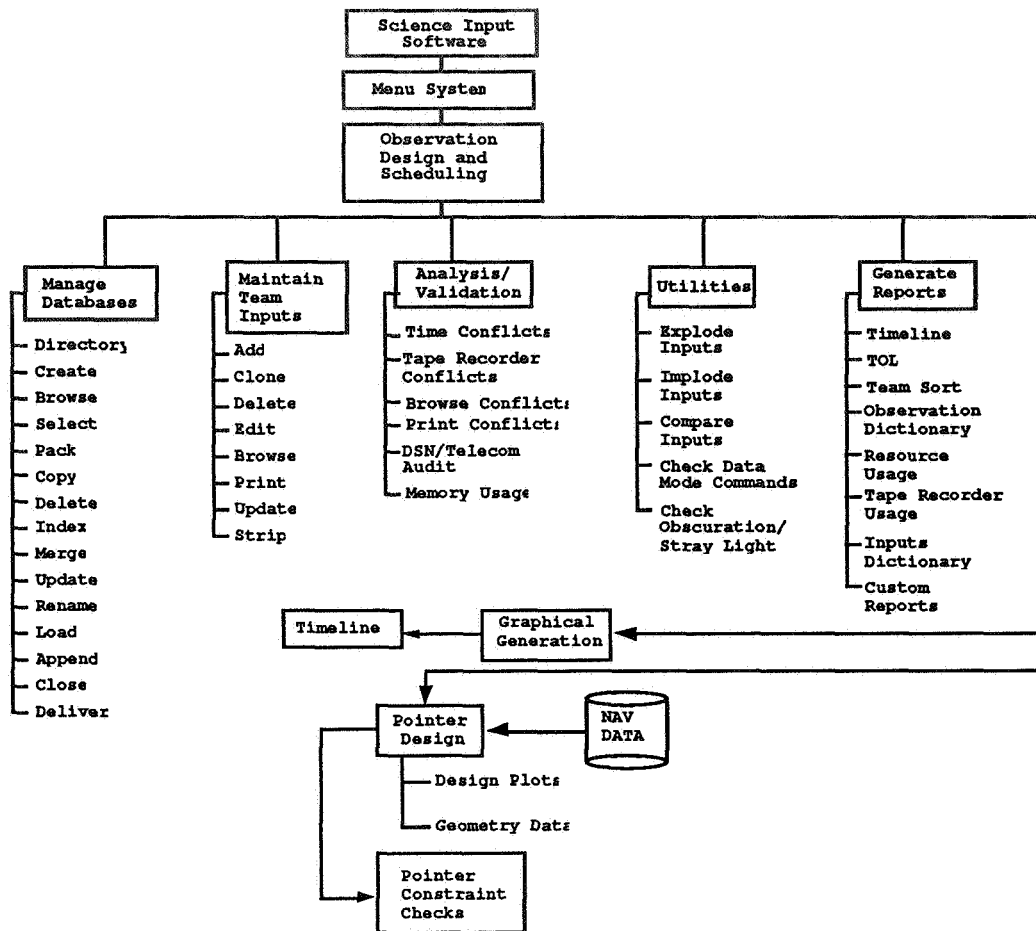 Science Input
Software
Menu System
Observation
Design and
Scheduling
Manage
Databases
Directory
Create
Browse
Select
Pack
Copy
Delete
Index
Merge
Update
Rename
Load
Append
Close
Deliver
Maintain
Team
Inputs
Add
Clone
Delete
Edit
Browse
Print
Update
Strip
Analysis/
Validation
Time Conflicts
Tape Recorder
Conflicts
Browse Conflicts
Print Conflicts
DSN/Telecom
Audit
Memory Usage
Utilities
Explode
Inputs
Implode
Inputs
Compare
Inputs
Check Data
Mode Commands
Check
Obscuration/
Stray Light
Generate
Reports
Timeline
TOL
Team Sort
Observation
Dictionary
Resource
Usage
Tape Recorder
Usage
Inputs
Dictionary
Custom
Reports
Timeline
Graphical
Generation
Pointer
Design
NAV
DATA
Design Plots
Geometry Data
Pointer
Constraint
Checks